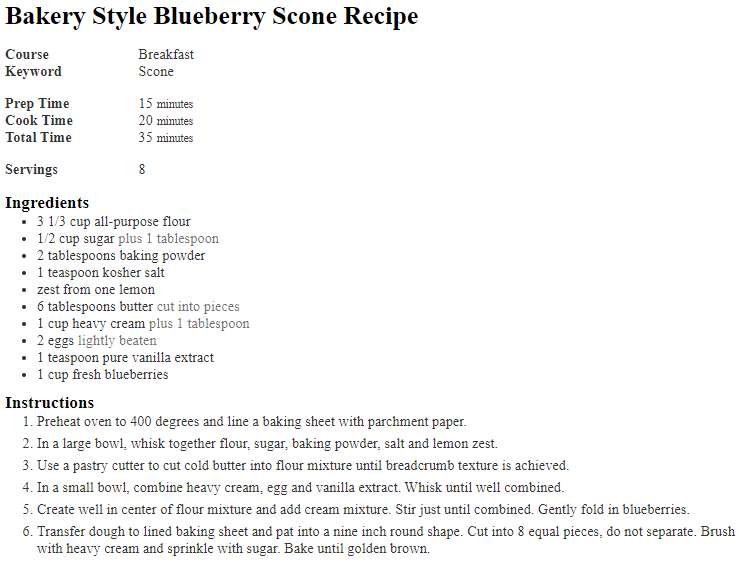 Bakery Style Blueberry Scone Recipe
Course Breakfast
Keyword Scone
Prep Time 15 minutes
Cook Time 20 minutes
Total Time 35 minutes
Servings 8
Ingredients
• 3 1/3 cup all-purpose flour
• 1/2 cup sugar plus 1 tablespoon
• 2 tablespoons baking powder
• 1 teaspoon kosher salt
• zest from one lemon
• 6 tablespoons butter cut into pieces
• 1 cup heavy cream plus 1 tablespoon
• 2 eggs lightly beaten
• 1 teaspoon pure vanilla extract
• 1 cup fresh blueberries
Instructions
1. Preheat oven to 400 degrees and line a baking sheet with parchment paper.
2. In a large bowl, whisk together flour, sugar, baking powder, salt and lemon zest.
3. Use a pastry cutter to cut cold butter into flour mixture until breadcrumb texture is achieved.
4. In a small bowl, combine heavy cream, egg and vanilla extract. Whisk until well combined.
5. Create well in center of flour mixture and add cream mixture. Stir just until combined. Gently fold in blueberries.
6. Transfer dough to lined baking sheet and pat into a nine inch round shape. Cut into 8 equal pieces, do not separate. Brush
with heavy cream and sprinkle with sugar. Bake until golden brown.